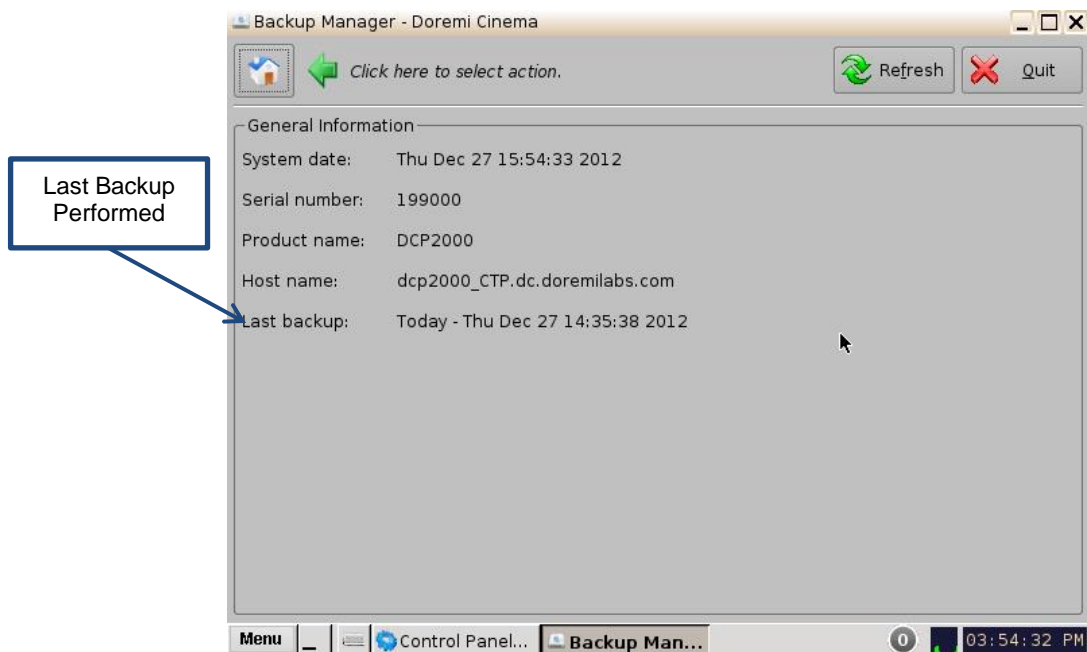 Backup Manager - Doremi Cinema
Click here to select action.
Refresh
Quit
General Information
System date: Thu Dec 27 15:54:33 2012
Serial number: 199000
Product name: DCP2000
Host name: dcp2000_CTP.dc.doremilabs.com
Last backup: Today - Thu Dec 27 14:35:38 2012
Last Backup
Performed
Menu
Control Panel...
Backup Man...
0
03:54:32 PM